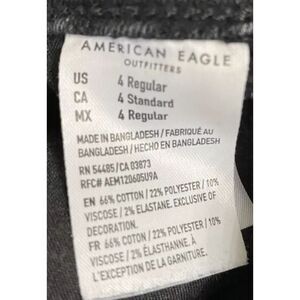 AMERICAN EAGLE
OUTFITTERS
US 4 Regular
CA 4 Standard
MX 4 Regular
MADE IN BANGLADESH / FABRIQUÉ AU
BANGLADESH / HECHO EN BANGLADESH
RN 54485/CA 03873
RFC# AEM120605U9A
EN 66% COTTON / 22% POLYESTER / 10%
VISCOSE / 2% ELASTANE. EXCLUSIVE OF
DECORATION.
FR 66% COTON / 22% POLYESTER / 10%
VISCOSE / 2% ÉLASTHANNE. À
L'EXCEPTION DE LA GARNITURE.